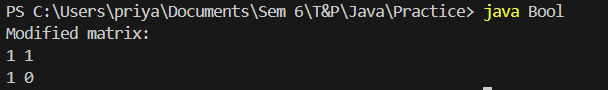 PS C:\Users\priya\Documents\Sem 6\T&P\Java\Practice> java Bool
Modified matrix:
1 1
1 0